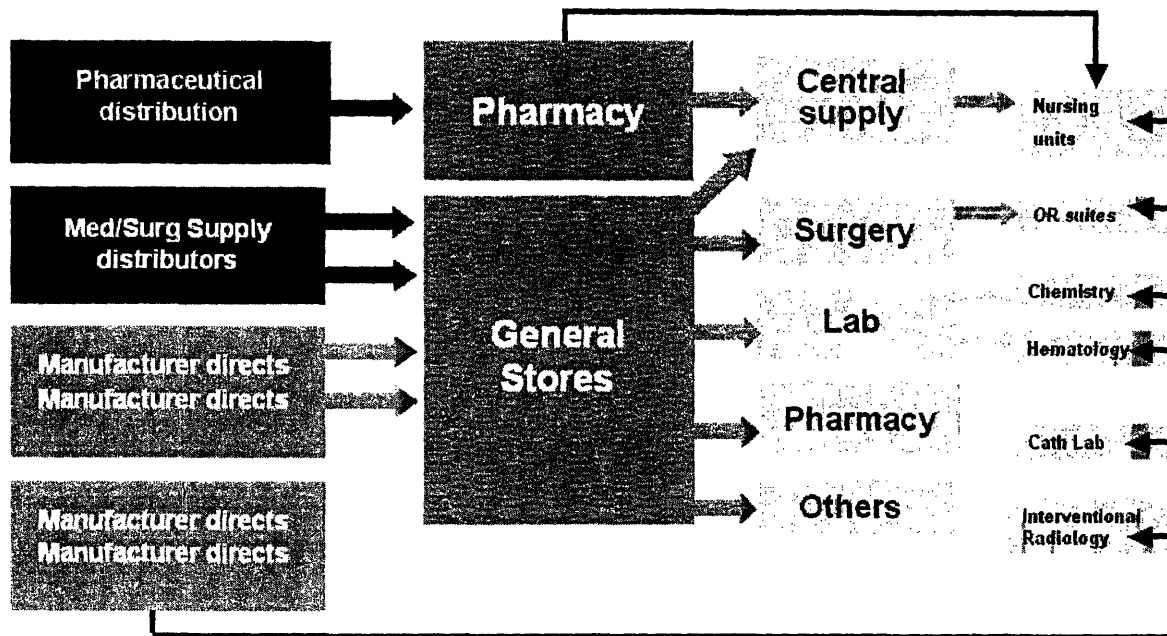 Pharmaceutical
distribution
Pharmacy
Central
supply
Nursing
units
Med/Surg Supply
distributors
General
Stores
Surgery
OR suites
Lab
Chemistry
Hematology
Manufacturer directs
Manufacturer directs
Pharmacy
Cath Lab
Manufacturer directs
Manufacturer directs
Others
Interventional
Radiology